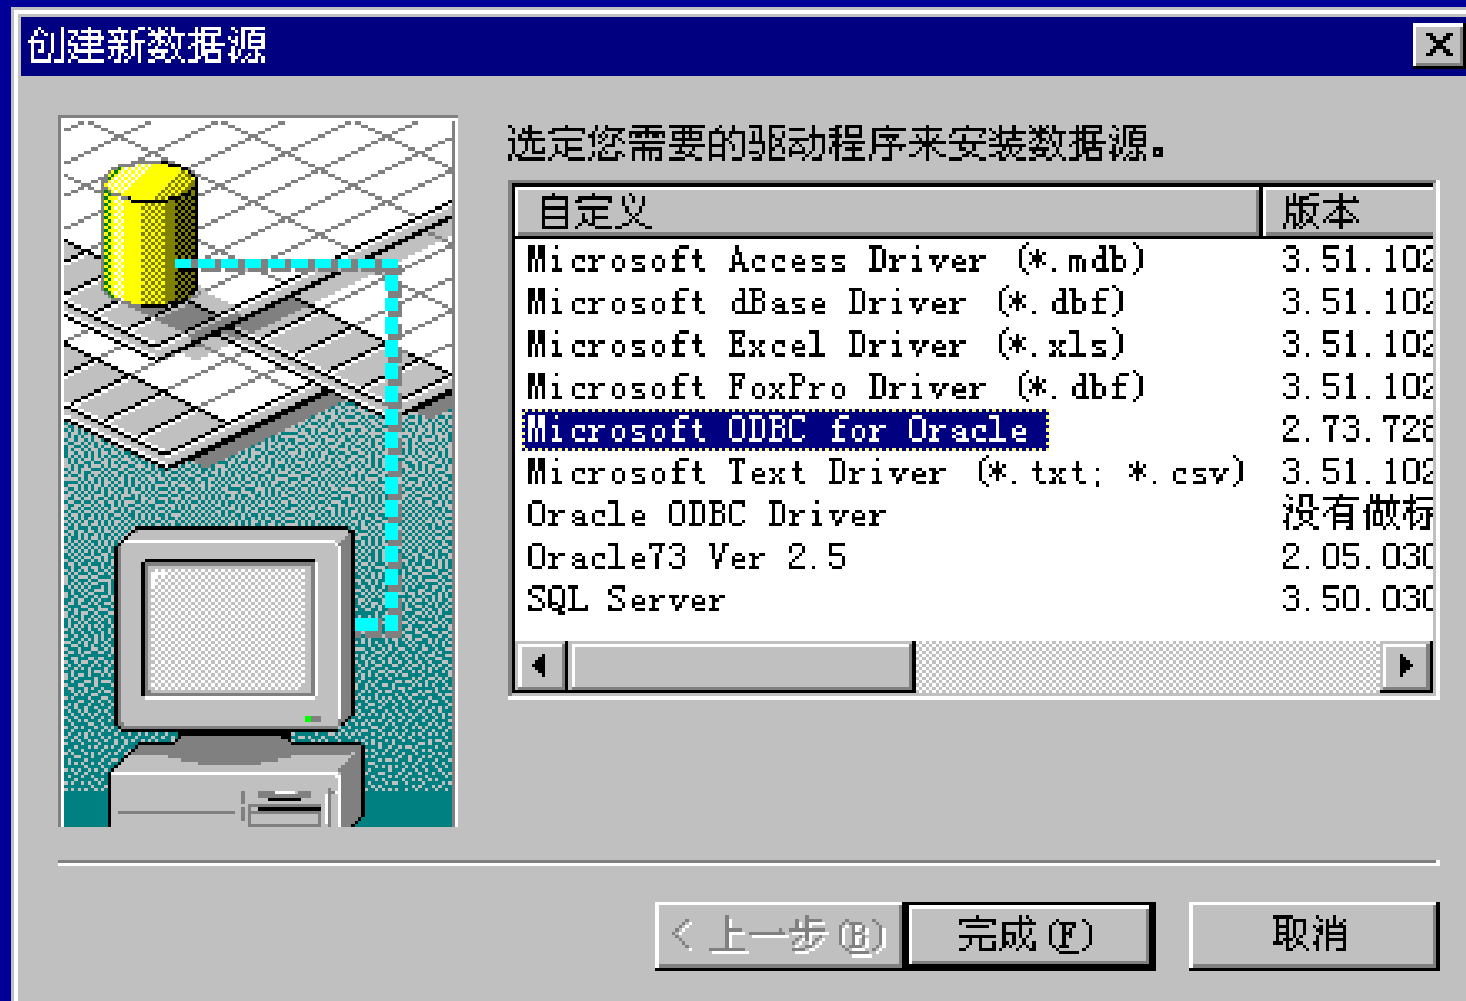 创建新数据源
选定您需要的驱动程序来安装数据源。
自定义 版本
Microsoft Access Driver (*.mdb) 3.51.102
Microsoft dBase Driver (*.dbf) 3.51.102
Microsoft Excel Driver (*.xls) 3.51.102
Microsoft FoxPro Driver (*.dbf) 3.51.102
Microsoft ODBC for Oracle 2.73.728
Microsoft Text Driver (*.txt; *.csv) 3.51.102
Oracle ODBC Driver 没有做标
Oracle73 Ver 2.5 2.05.030
SQL Server 3.50.030
< 上一步(B) 完成(F) 取消